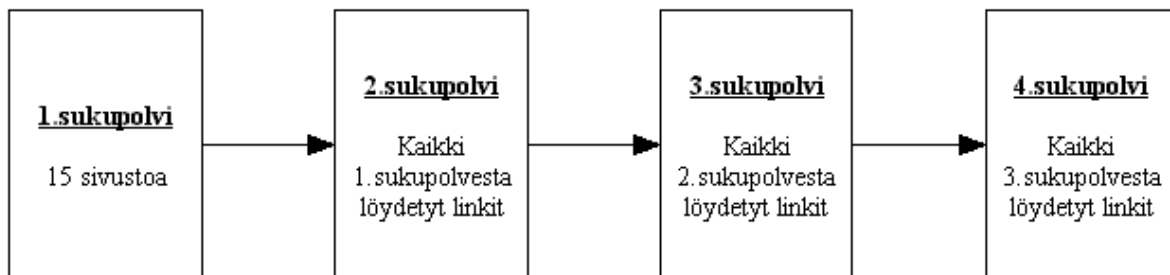 1.sukupolvi
15 sivustoa
2.sukupolvi
Kaikki
1.sukupolvesta
löydetyt linkit
3.sukupolvi
Kaikki
2.sukupolvesta
löydetyt linkit
4.sukupolvi
Kaikki
3.sukupolvesta
löydetyt linkit